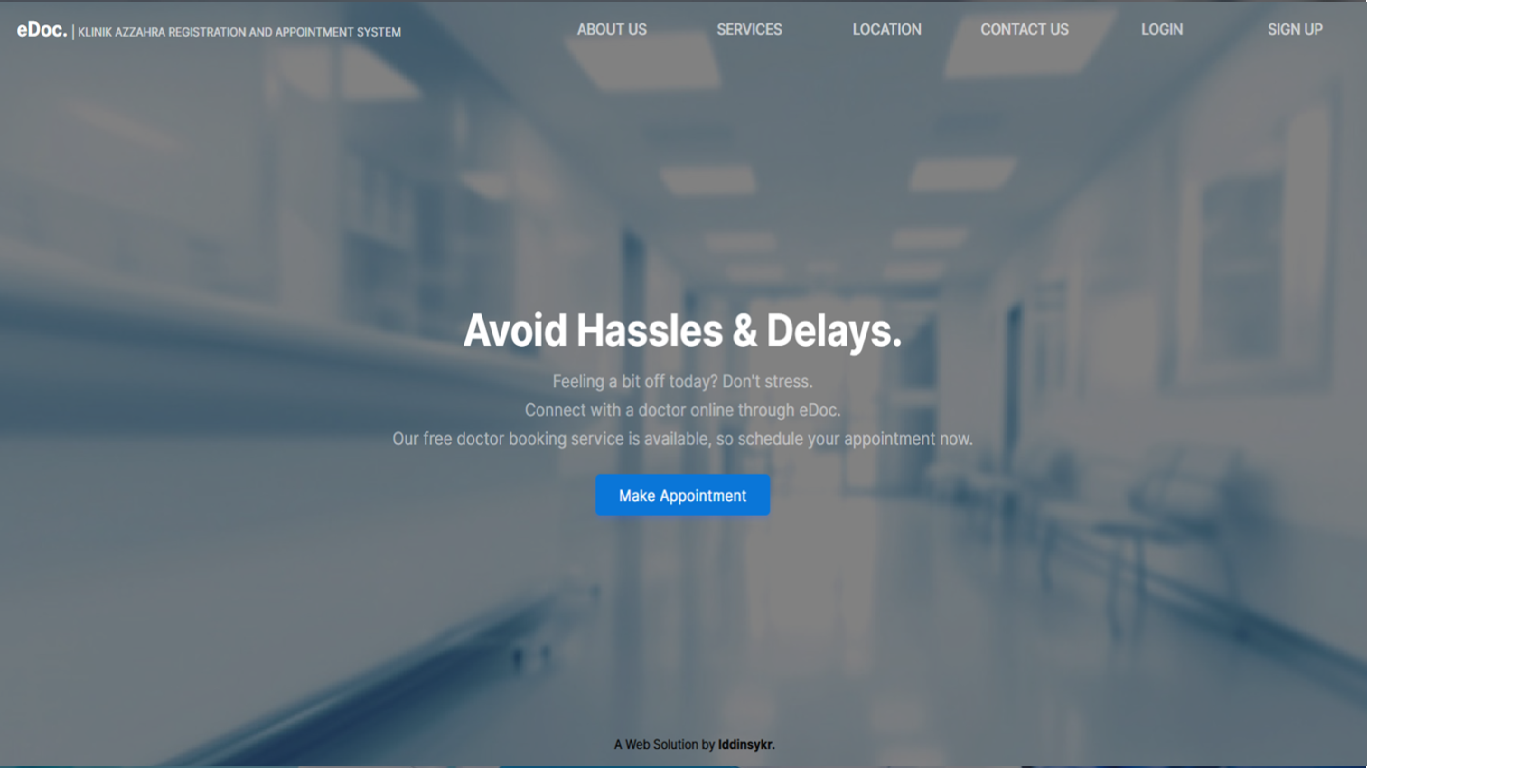 eDoc. | KLINIK AZZAHRA REGISTRATION AND APPOINTMENT SYSTEM ABOUT US SERVICES LOCATION CONTACT US LOGIN SIGN UP
Avoid Hassles & Delays.
Feeling a bit off today? Don't stress.
Connect with a doctor online through eDoc.
Our free doctor booking service is available, so schedule your appointment now.
Make Appointment
A Web Solution by Iddinsykr.